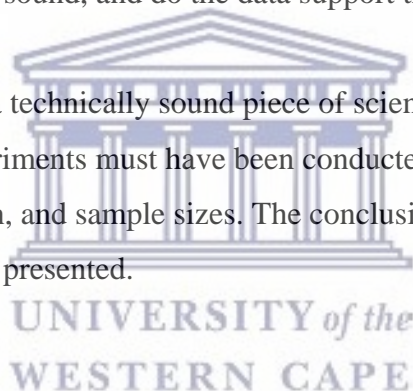 sound, and do the data support
technically sound piece of scien
riments must have been conducte
, and sample sizes. The conclusi
presented.
UNIVERSITY of the
WESTERN CAPE